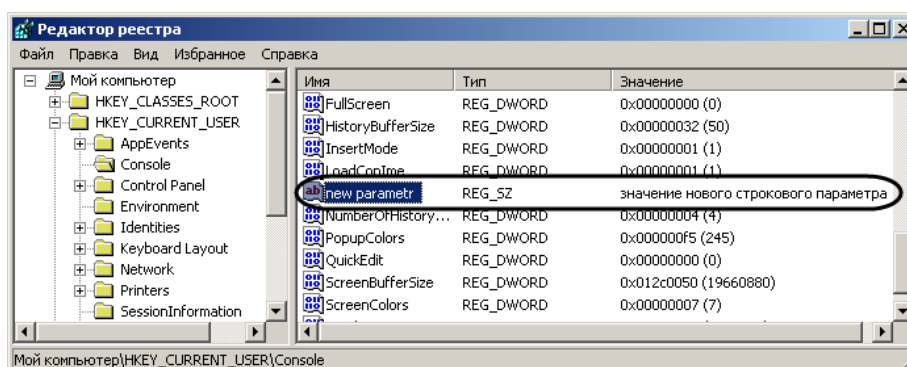 Редактор реестра
Файл Правка Вид Избранное Справка
Мой компьютер
HKEY_CLASSES_ROOT
HKEY_CURRENT_USER
AppEvents
Console
Control Panel
Environment
Identities
Keyboard Layout
Network
Printers
SessionInformation
Имя Тип Значение
FullScreen REG_DWORD 0x00000000 (0)
HistoryBufferSize REG_DWORD 0x00000032 (50)
InsertMode REG_DWORD 0x00000001 (1)
LoadConIme REG_DWORD 0x00000001 (1)
new parametr REG_SZ значение нового строкового параметра
NumberOfHistory... REG_DWORD 0x00000004 (4)
PopupColors REG_DWORD 0x000000f5 (245)
QuickEdit REG_DWORD 0x00000000 (0)
ScreenBufferSize REG_DWORD 0x012c0050 (19660880)
ScreenColors REG_DWORD 0x00000007 (7)
Мой компьютер\HKEY_CURRENT_USER\Console